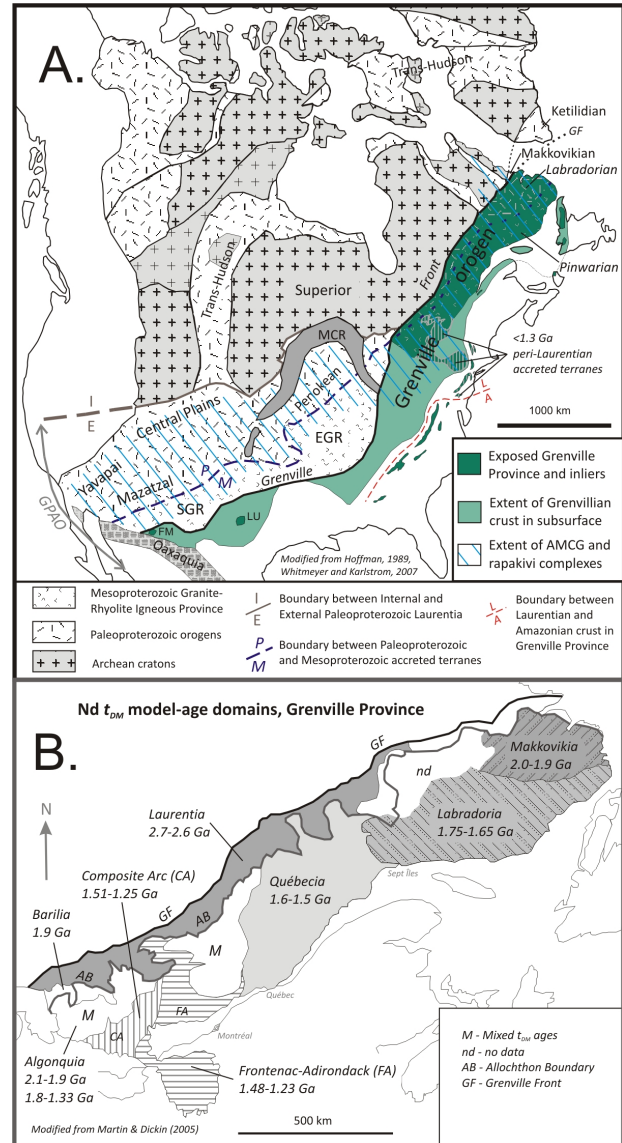 A.
Trans-Hudson
Ketilidian
GF
Makkovikian
Labradorian
Pinwarian
Trans-Hudson
Superior
Front
orogen
Grenville
MCR
<1.3 Ga
peri-Laurentian
accreted terranes
I
E
Central Plains
Penokean
L
A
1000 km
EGR
Yavapai
Mazatzal
P
M
Grenville
SGR
GPAO
FM
LU
Oaxaquia
Modified from Hoffman, 1989,
Whitmeyer and Karlstrom, 2007
Exposed Grenville
Province and inliers
Extent of Grenvillian
crust in subsurface
Extent of AMCG and
rapakivi complexes
Mesoproterozoic Granite-
Rhyolite Igneous Province
Paleoproterozoic orogens
Archean cratons
I
E
Boundary between Internal and
External Paleoproterozoic Laurentia
P
M
Boundary between Paleoproterozoic
and Mesoproterozoic accreted terranes
L
A
Boundary between
Laurentian and
Amazonian crust in
Grenville Province
Nd tDM model-age domains, Grenville Province
B.
GF
Makkovikia
2.0-1.9 Ga
nd
N
Laurentia
2.7-2.6 Ga
Labradoria
1.75-1.65 Ga
Sept Îles
Composite Arc (CA)
1.51-1.25 Ga
Québecia
1.6-1.5 Ga
GF
AB
Barilia
1.9 Ga
M
AB
M
FA
Québec
CA
Montréal
Algonquia
2.1-1.9 Ga
1.8-1.33 Ga
Frontenac-Adirondack (FA)
1.48-1.23 Ga
M - Mixed tDM ages
nd - no data
AB - Allochthon Boundary
GF - Grenville Front
500 km
Modified from Martin & Dickin (2005)